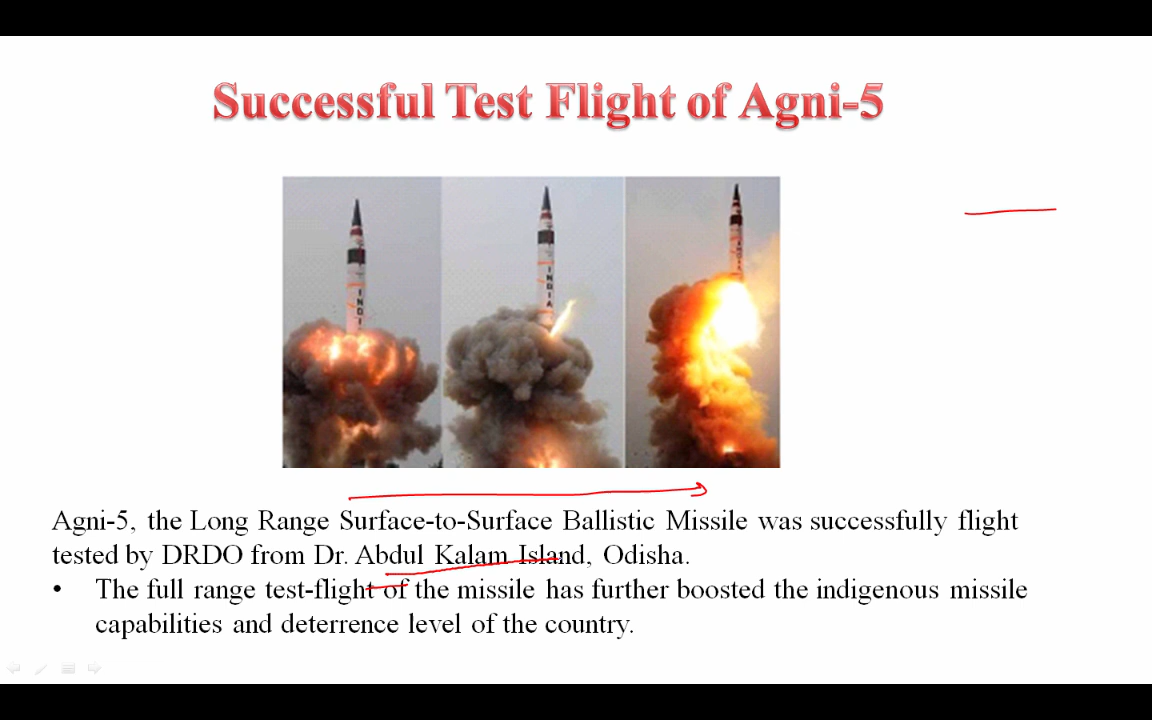 Successful Test Flight of Agni-5
INDI
INDIA
INDIA
Agni-5, the Long Range Surface-to-Surface Ballistic Missile was successfully flight
tested by DRDO from Dr. Abdul Kalam Island, Odisha.
• The full range test-flight of the missile has further boosted the indigenous missile
capabilities and deterrence level of the country.